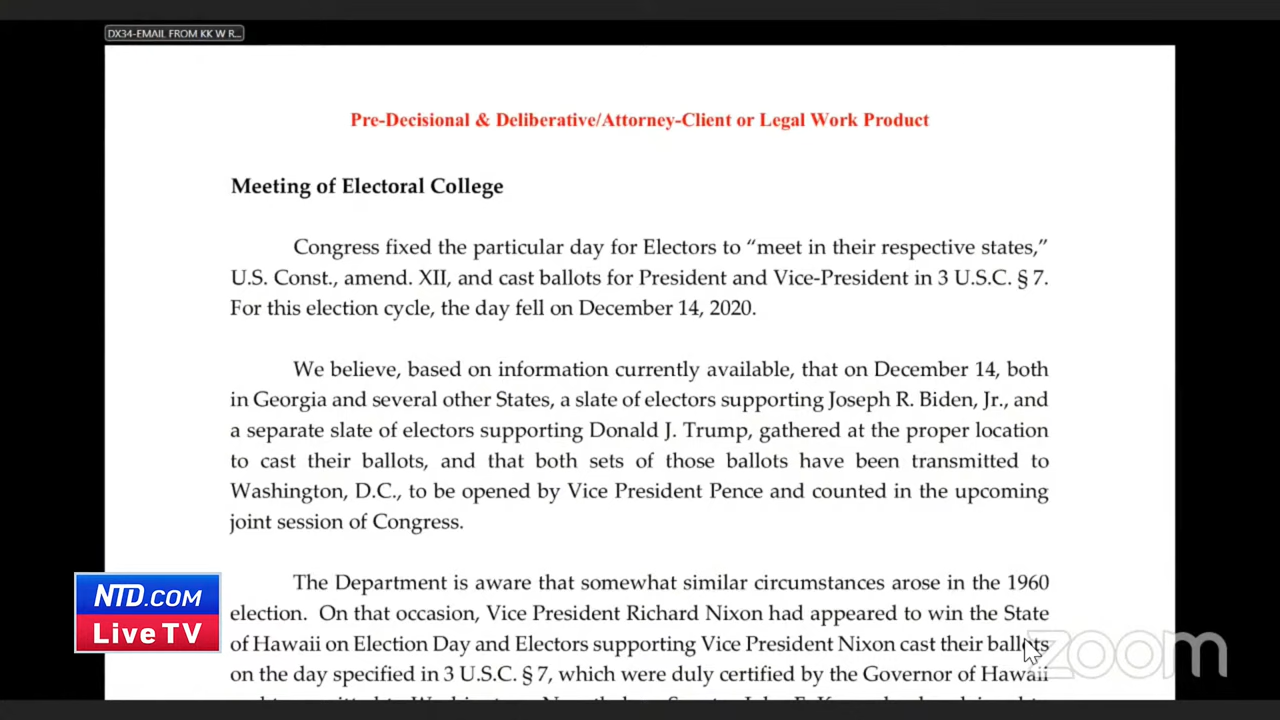 DX34-EMAIL FROM KK W R...
Pre-Decisional & Deliberative/Attorney-Client or Legal Work Product
Meeting of Electoral College
Congress fixed the particular day for Electors to “meet in their respective states,”
U.S. Const., amend. XII, and cast ballots for President and Vice-President in 3 U.S.C. § 7.
For this election cycle, the day fell on December 14, 2020.
We believe, based on information currently available, that on December 14, both
in Georgia and several other States, a slate of electors supporting Joseph R. Biden, Jr., and
a separate slate of electors supporting Donald J. Trump, gathered at the proper location
to cast their ballots, and that both sets of those ballots have been transmitted to
Washington, D.C., to be opened by Vice President Pence and counted in the upcoming
joint session of Congress.
The Department is aware that somewhat similar circumstances arose in the 1960
election. On that occasion, Vice President Richard Nixon had appeared to win the State
of Hawaii on Election Day and Electors supporting Vice President Nixon cast their ballots
on the day specified in 3 U.S.C. § 7, which were duly certified by the Governor of Hawaii
NTD.COM
Live TV
zoom